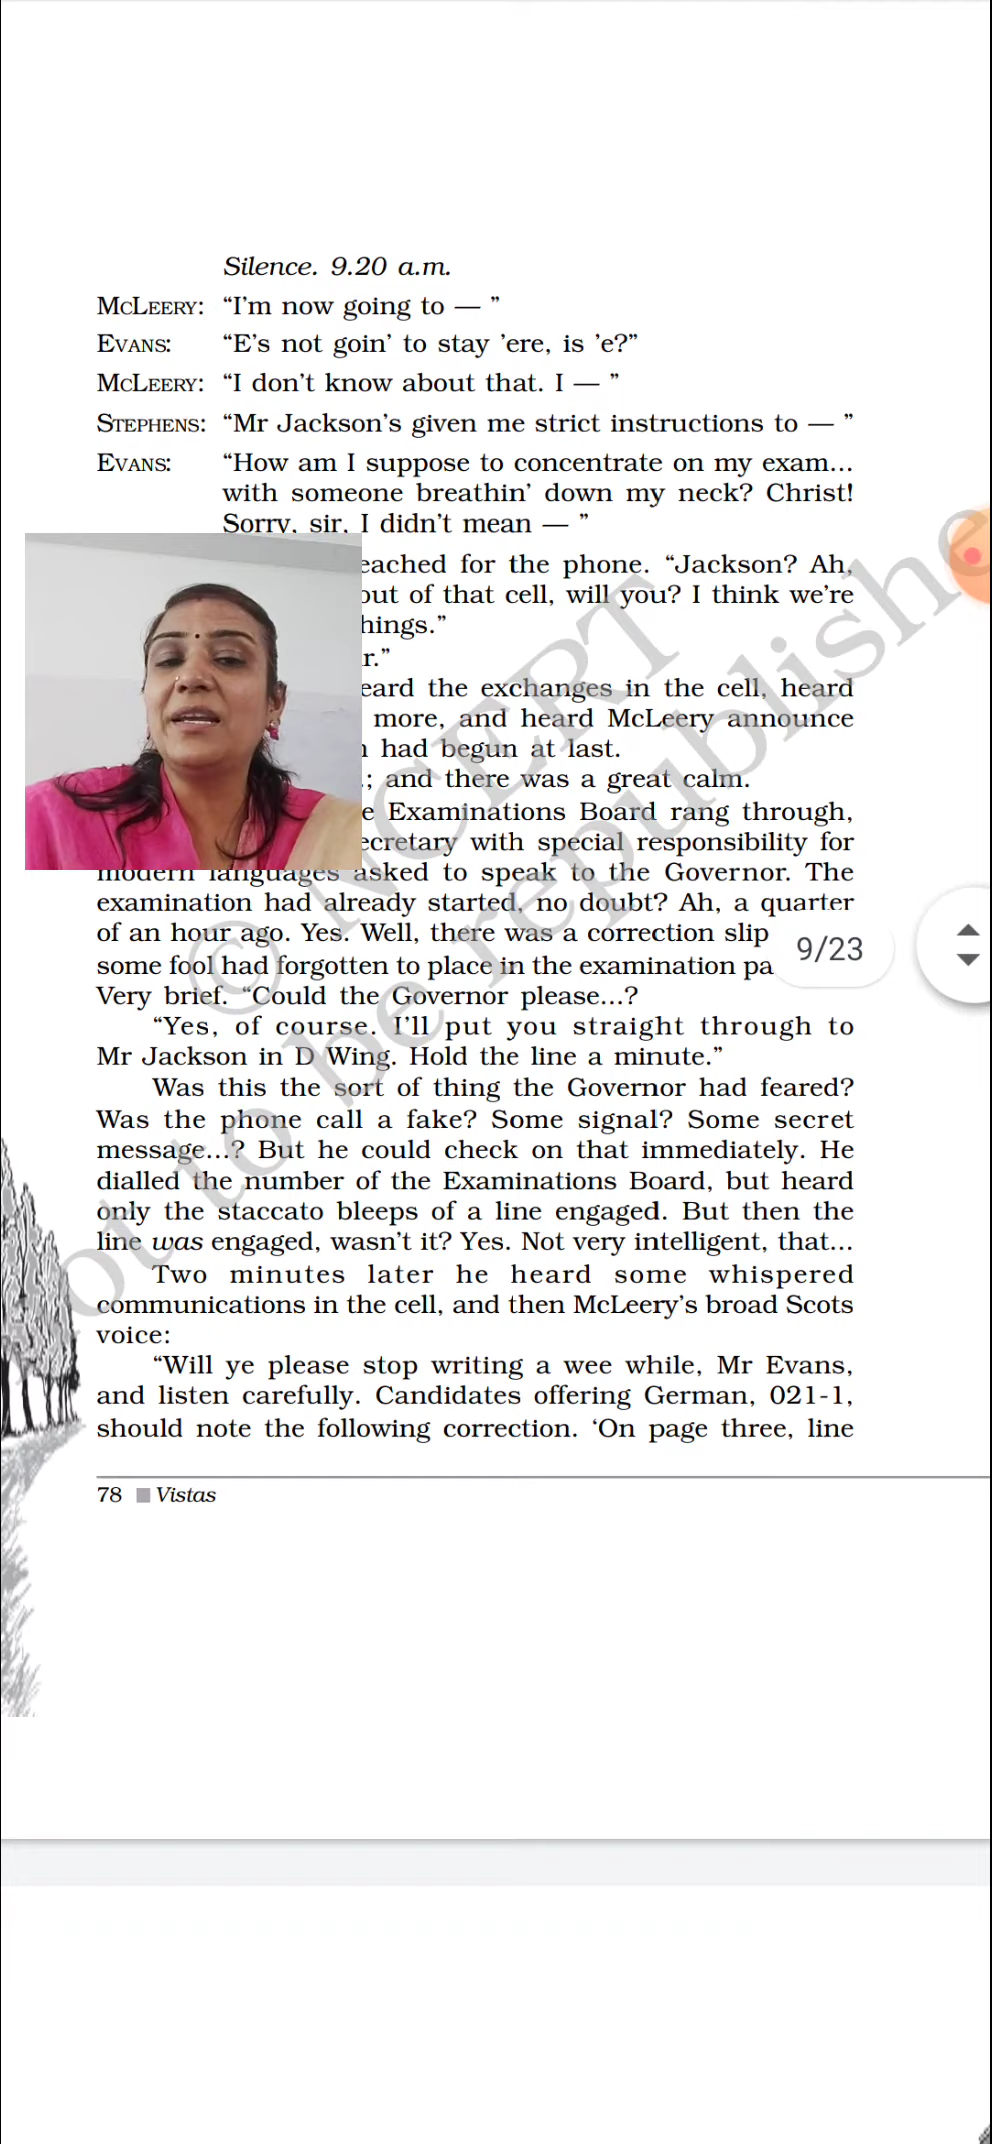 Silence. 9.20 a.m.
MCLEERY: “I’m now going to — ”
EVANS: “E’s not goin’ to stay ’ere, is ’e?”
MCLEERY: “I don’t know about that. I — ”
STEPHENS: “Mr Jackson’s given me strict instructions to — ”
EVANS: “How am I suppose to concentrate on my exam...
with someone breathin’ down my neck? Christ!
Sorry, sir, I didn’t mean — ”
eached for the phone. “Jackson? Ah,
out of that cell, will you? I think we’re
hings.”
r.”
eard the exchanges in the cell, heard
more, and heard McLeery announce
had begun at last.
; and there was a great calm.
e Examinations Board rang through,
ecretary with special responsibility for
modern languages asked to speak to the Governor. The
examination had already started, no doubt? Ah, a quarter
of an hour ago. Yes. Well, there was a correction slip
some fool had forgotten to place in the examination pa
Very brief. “Could the Governor please...?
“Yes, of course. I’ll put you straight through to
Mr Jackson in D Wing. Hold the line a minute.”
Was this the sort of thing the Governor had feared?
Was the phone call a fake? Some signal? Some secret
message...? But he could check on that immediately. He
dialled the number of the Examinations Board, but heard
only the staccato bleeps of a line engaged. But then the
line was engaged, wasn’t it? Yes. Not very intelligent, that...
Two minutes later he heard some whispered
communications in the cell, and then McLeery’s broad Scots
voice:
“Will ye please stop writing a wee while, Mr Evans,
and listen carefully. Candidates offering German, 021-1,
should note the following correction. ‘On page three, line
78 ■ Vistas
9/23
© NCERT
not to be republishe